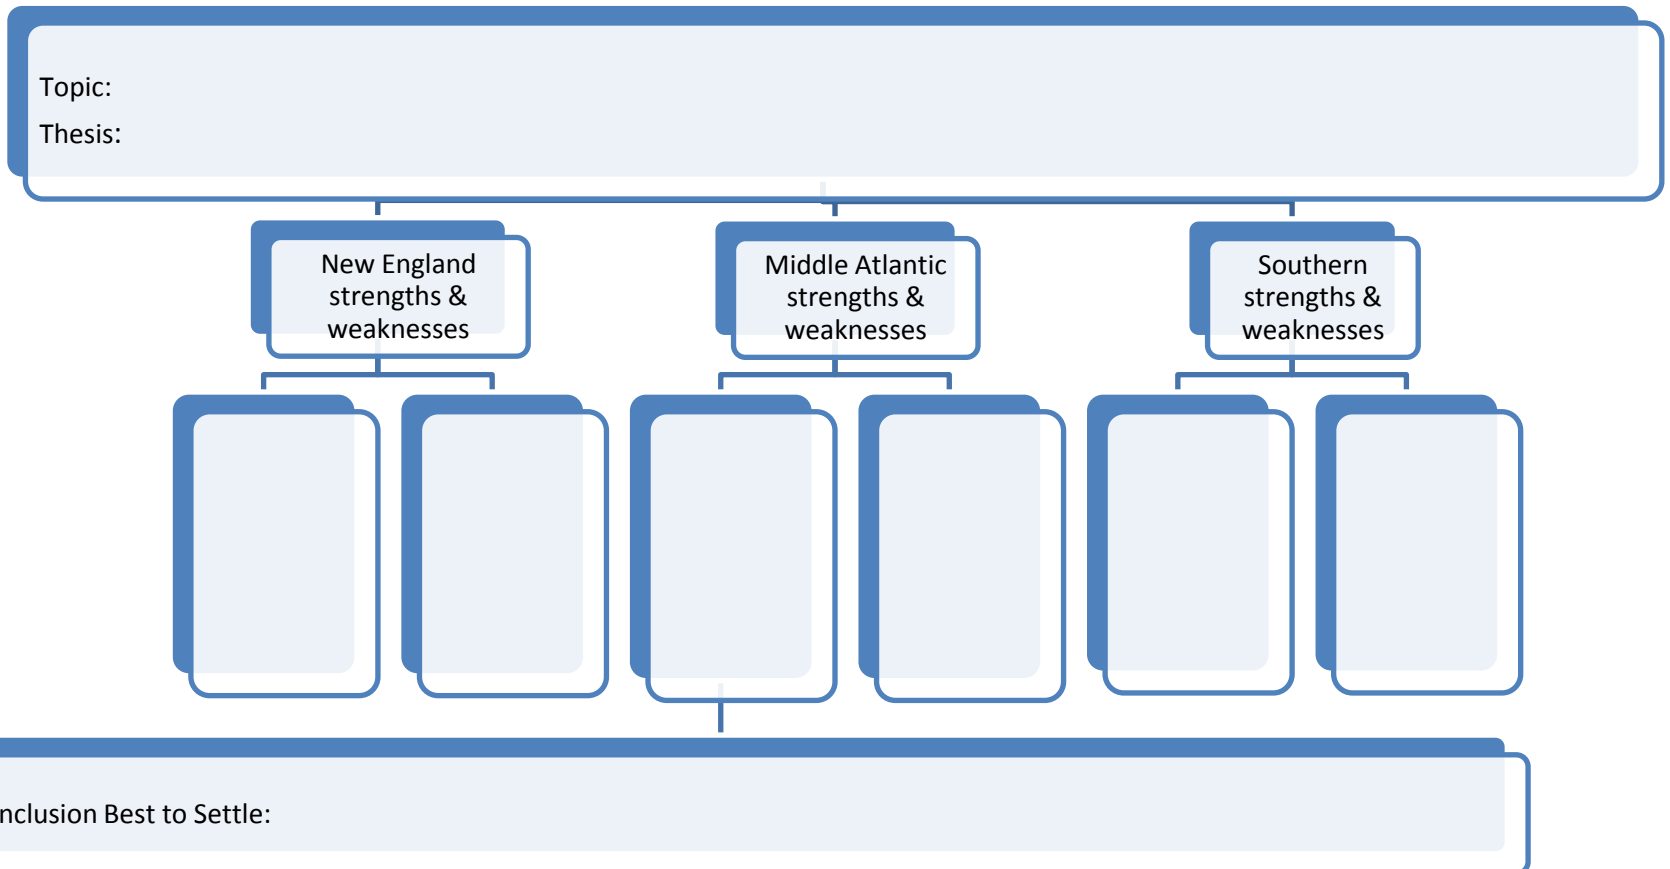 Topic:
Thesis:
New England
strengths &
weaknesses
Middle Atlantic
strengths &
weaknesses
Southern
strengths &
weaknesses
nclusion Best to Settle: